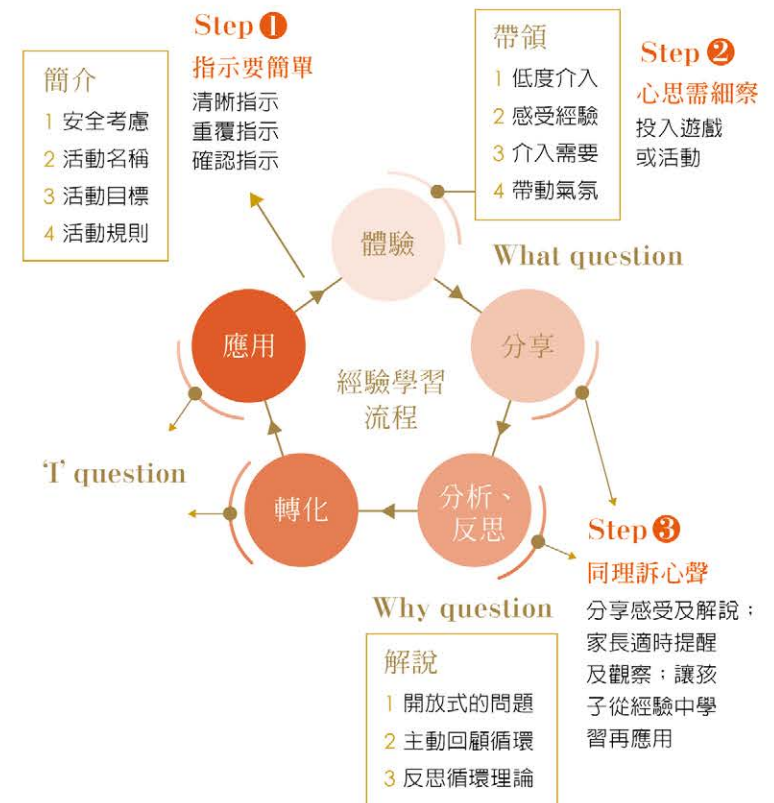 Step ❶
指示要簡單
清晰指示
重覆指示
確認指示
簡介
1 安全考慮
2 活動名稱
3 活動目標
4 活動規則
帶領
1 低度介入
2 感受經驗
3 介入需要
4 帶動氣氛
Step ❷
心思需細察
投入遊戲
或活動
體驗
What question
應用
分享
經驗學習
流程
'I' question
轉化
分析、
反思
Step ❸
同理訴心聲
分享感受及解說；
家長適時提醒
及觀察；讓孩
子從經驗中學
習再應用
Why question
解說
1 開放式的問題
2 主動回顧循環
3 反思循環理論